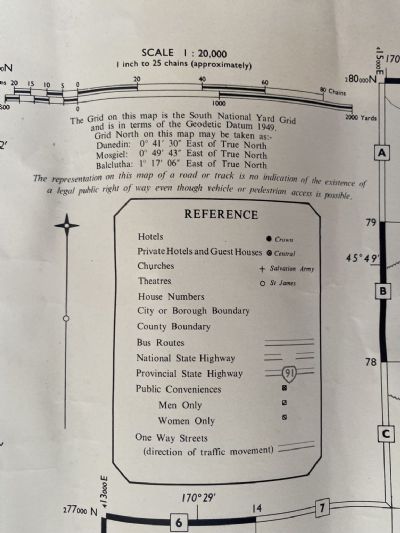 SCALE 1 : 20,000
1 inch to 25 chains (approximately)
20 15 10 5 0 20 40 60 80 Chains
1000 2000 Yards
280000N
415000E
170
The Grid on this map is the South National Yard Grid
and is in terms of the Geodetic Datum 1949.
Grid North on this map may be taken as:-
Dunedin: 0° 41' 30" East of True North
Mosgiel: 0° 49' 43" East of True North
Balclutha: 1° 17' 06" East of True North
The representation on this map of a road or track is no indication of the existence of
a legal public right of way even though vehicle or pedestrian access is possible.
A
79
45°49'
B
78
C
REFERENCE
Hotels Crown
Private Hotels and Guest Houses Central
Churches Salvation Army
Theatres St James
House Numbers
City or Borough Boundary
County Boundary
Bus Routes
National State Highway
Provincial State Highway 91
Public Conveniences
Men Only
Women Only
One Way Streets
(direction of traffic movement)
413000E
170°29'
277000N
14
6
7